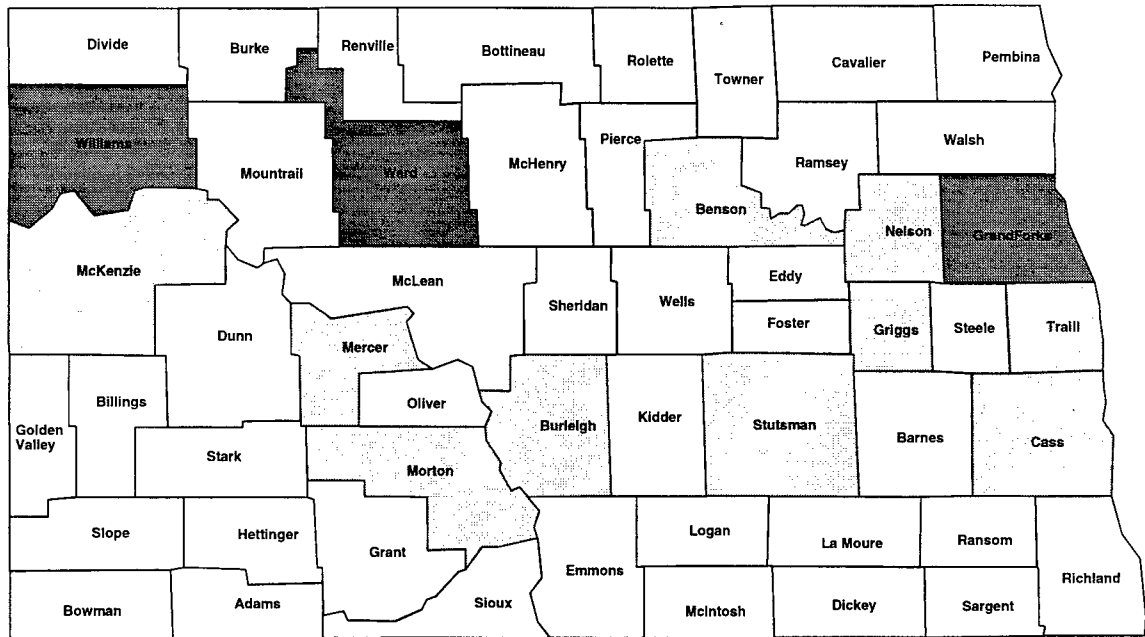 Divide
Burke
Renville
Bottineau
Rolette
Towner
Cavalier
Pembina
Williams
Mountrail
Ward
McHenry
Pierce
Benson
Ramsey
Walsh
Nelson
GrandForks
McKenzie
Dunn
McLean
Mercer
Oliver
Sheridan
Wells
Eddy
Foster
Griggs
Steele
Traill
Golden
Valley
Billings
Stark
Morton
Burleigh
Kidder
Stutsman
Barnes
Cass
Slope
Hettinger
Grant
Bowman
Adams
Sioux
Emmons
Logan
McIntosh
La Moure
Dickey
Ransom
Sargent
Richland